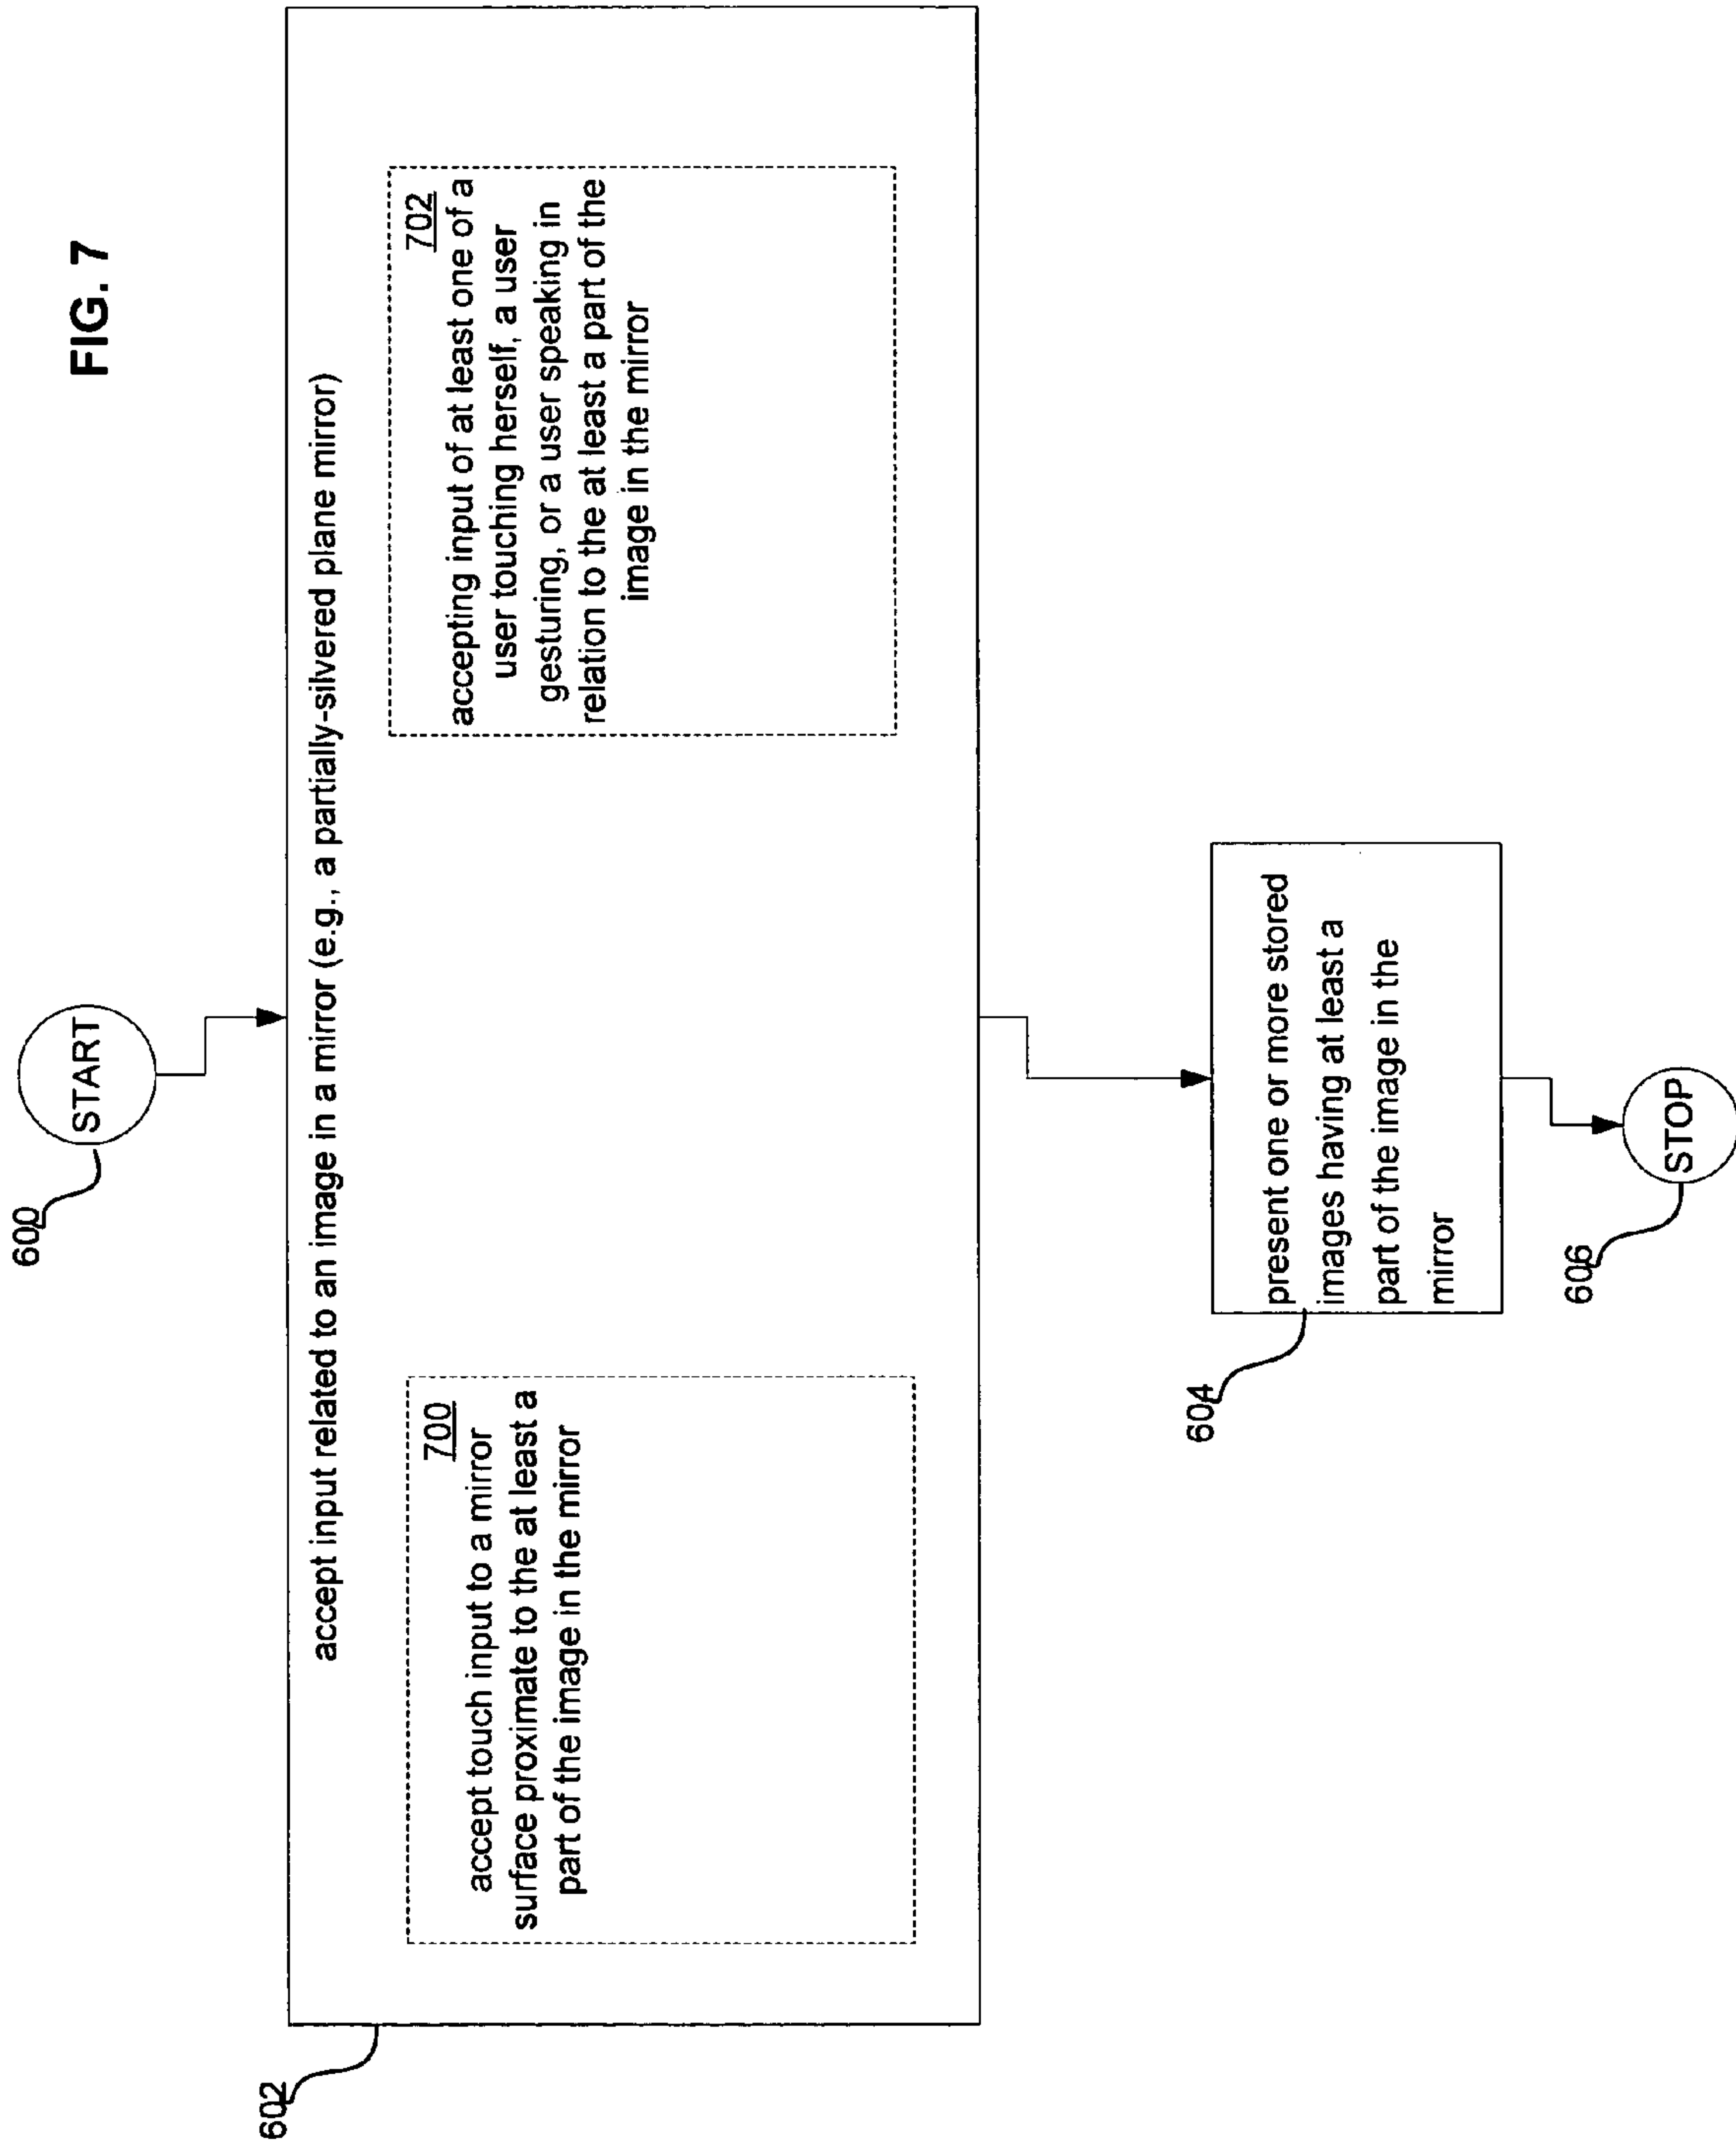 FIG. 7
600
START
602
accept input related to an image in a mirror (e.g., a partially-silvered plane mirror)
700
accept touch input to a mirror
surface proximate to the at least a
part of the image in the mirror
702
accepting input of at least one of a
user touching herself, a user
gesturing, or a user speaking in
relation to the at least a part of the
image in the mirror
604
present one or more stored
images having at least a
part of the image in the
mirror
606
STOP